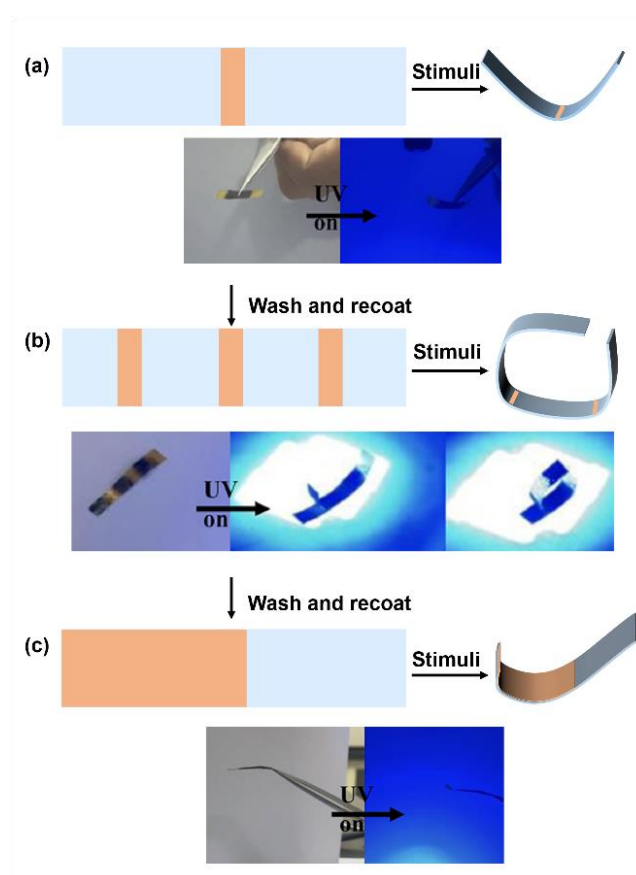 (a)
Stimuli
UV
on
Wash and recoat
(b)
Stimuli
UV
on
Wash and recoat
(c)
Stimuli
UV
on